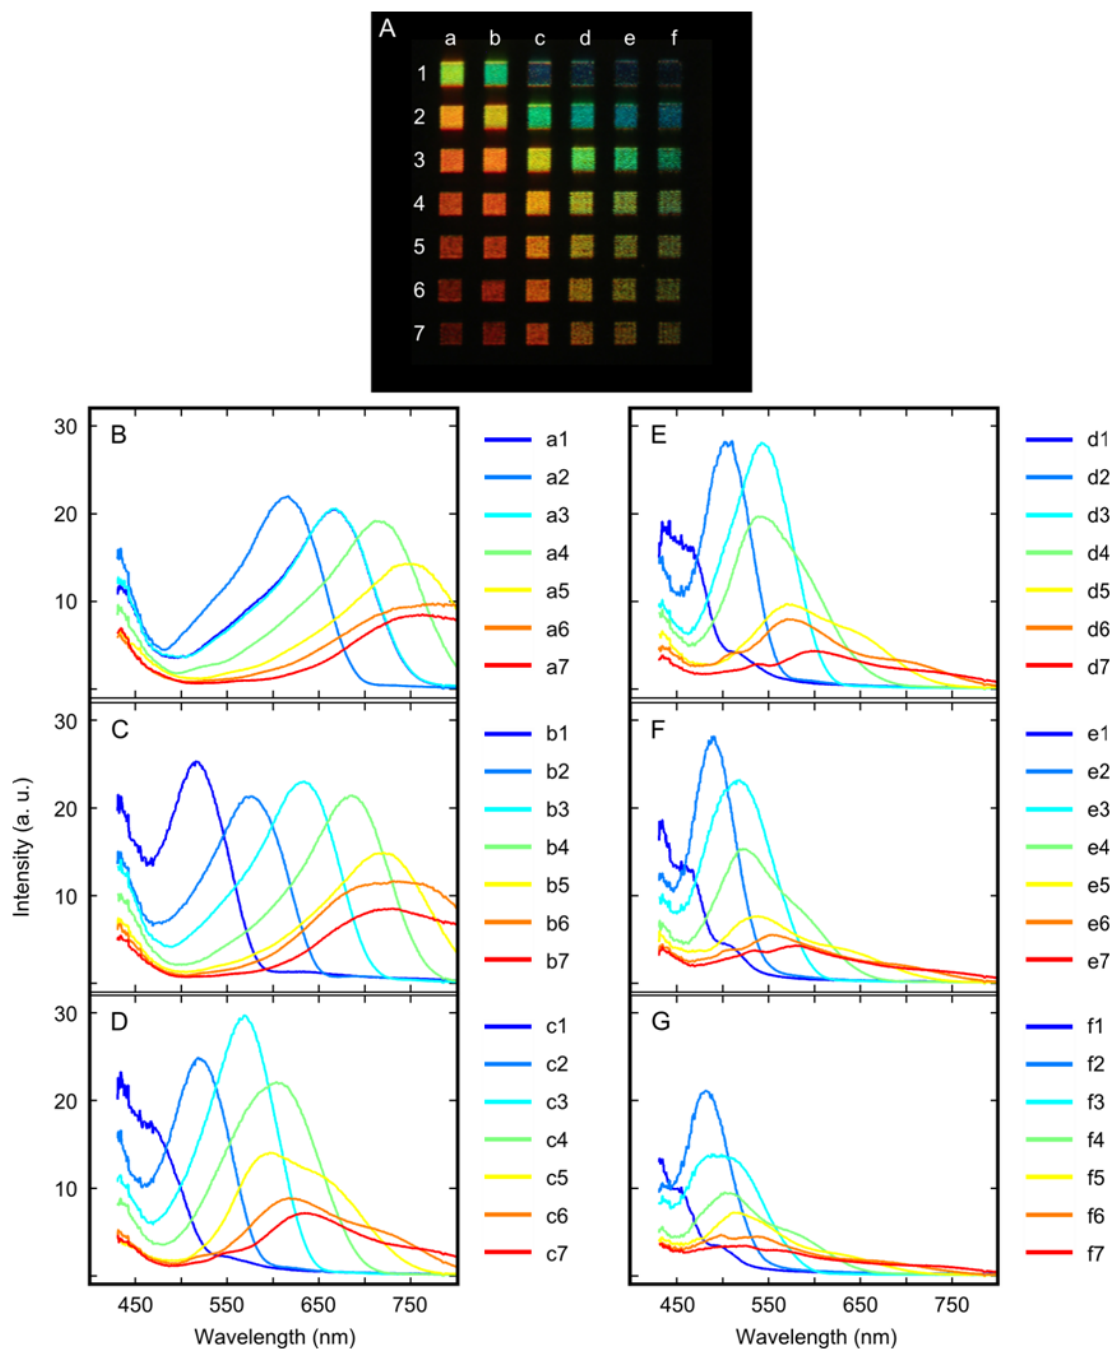 A
a b c d e f
1
2
3
4
5
6
7
30
20
10
B
a1
a2
a3
a4
a5
a6
a7
E
d1
d2
d3
d4
d5
d6
d7
30
20
10
C
b1
b2
b3
b4
b5
b6
b7
F
e1
e2
e3
e4
e5
e6
e7
Intensity (a. u.)
30
20
10
D
c1
c2
c3
c4
c5
c6
c7
G
f1
f2
f3
f4
f5
f6
f7
450 550 650 750
Wavelength (nm)
450 550 650 750
Wavelength (nm)